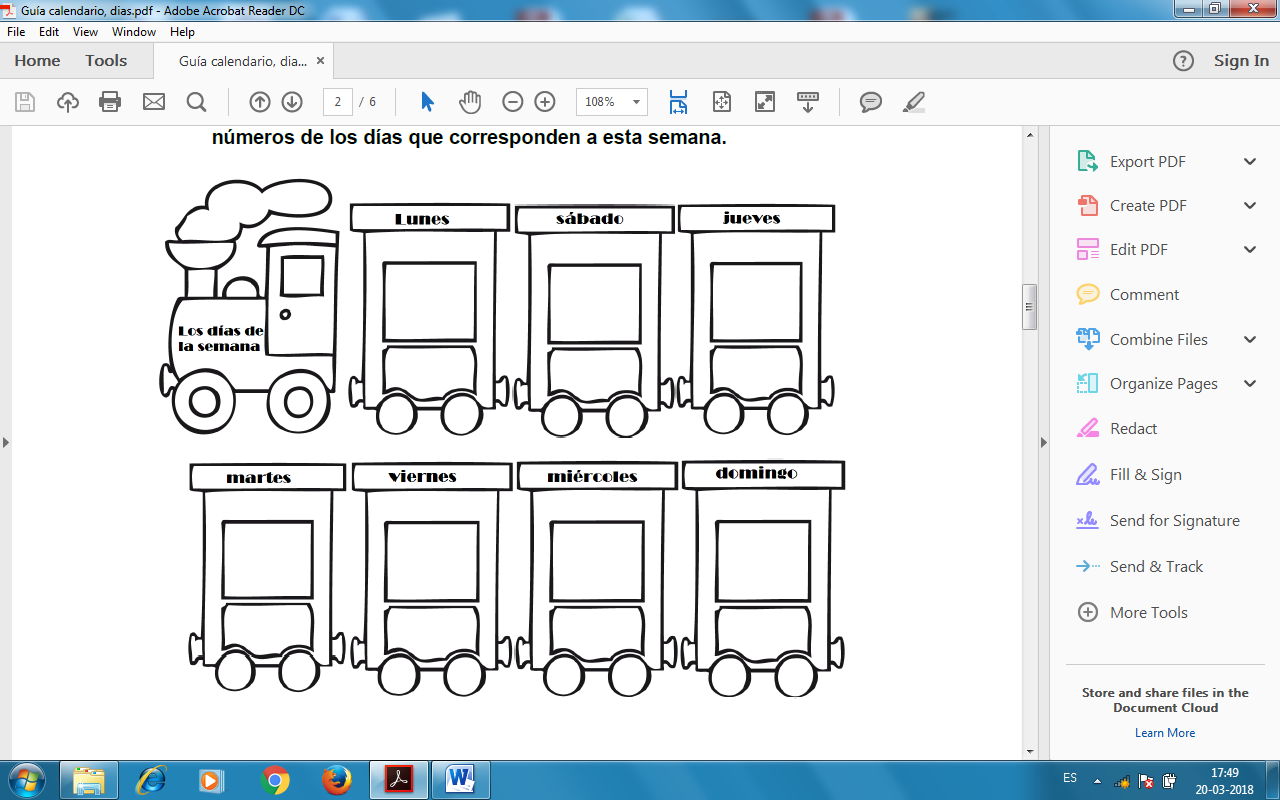 Guía calendario, dias.pdf - Adobe Acrobat Reader DC
File Edit View Window Help
Home Tools Guía calendario, dia... × ? Sign In
2 / 6 108%
números de los días que corresponden a esta semana.
Lunes sábado jueves
Los días de
la semana
martes viernes miércoles domingo
Export PDF
Create PDF
Edit PDF
Comment
Combine Files
Organize Pages
Redact
Fill & Sign
Send for Signature
Send & Track
More Tools
Store and share files in the
Document Cloud
Learn More
ES 17:49
20-03-2018